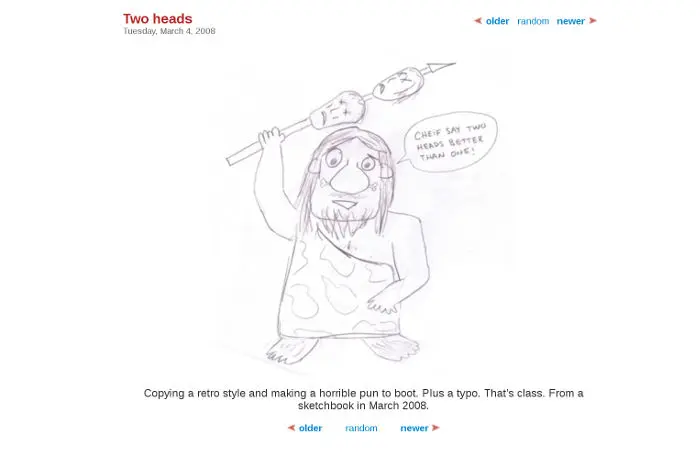 Two heads
Tuesday, March 4, 2008
older random newer
CHEIF SAY TWO
HEADS BETTER
THAN ONE!
Copying a retro style and making a horrible pun to boot. Plus a typo. That's class. From a
sketchbook in March 2008.
older random newer